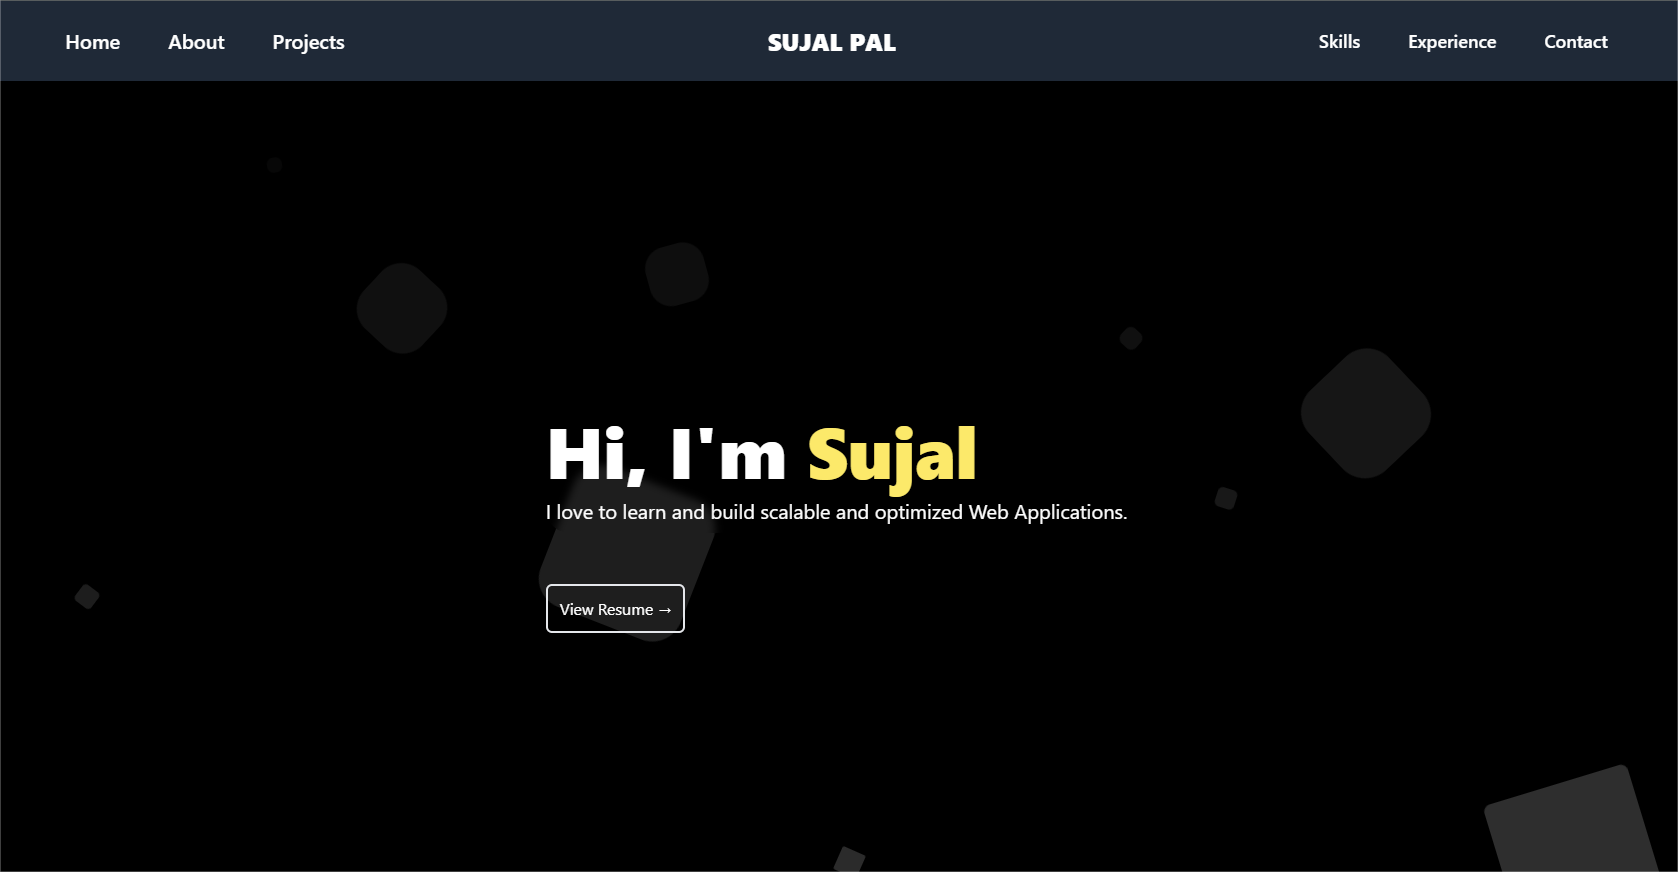 Home About Projects SUJAL PAL Skills Experience Contact
Hi, I'm Sujal
I love to learn and build scalable and optimized Web Applications.
View Resume →